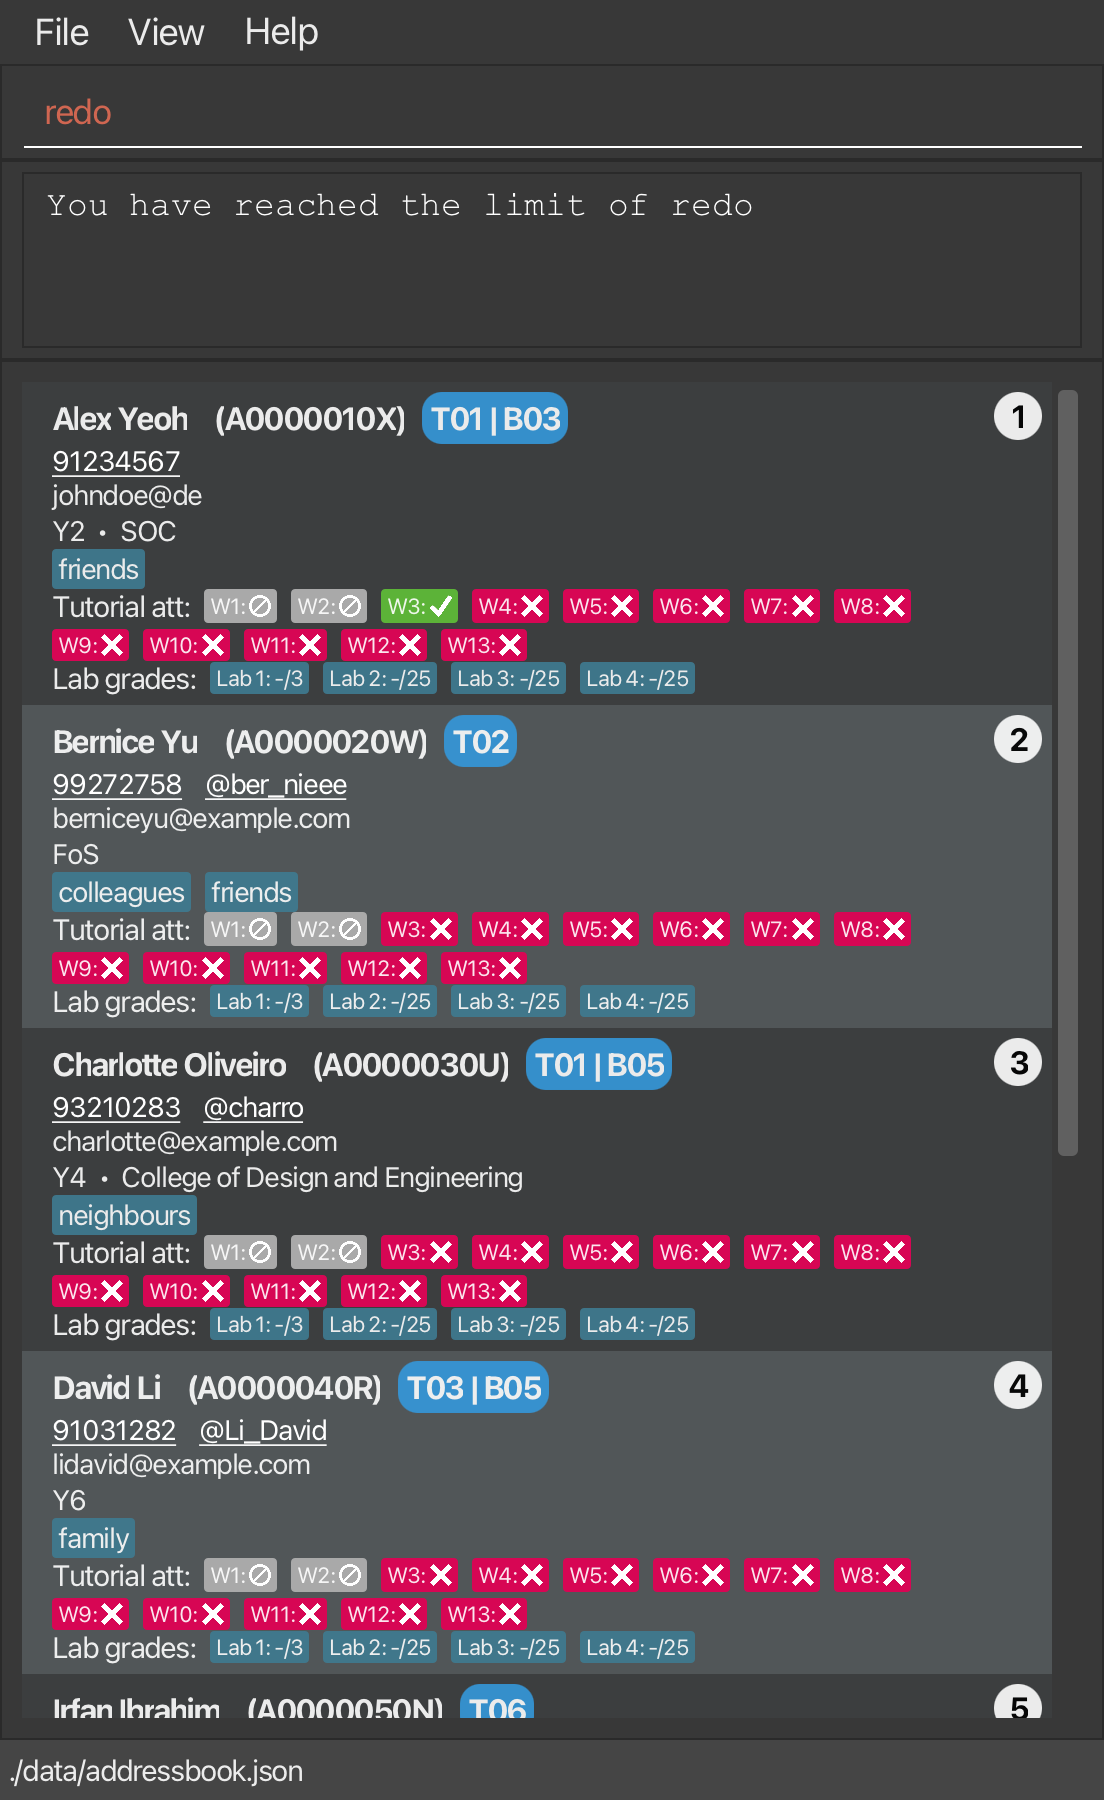 File View Help
redo
You have reached the limit of redo
Alex Yeoh (A0000010X) T01 | B03 1
91234567
johndoe@de
Y2 • SOC
friends
Tutorial att: W1: W2: W3: W4: W5: W6: W7: W8:
W9: W10: W11: W12: W13:
Lab grades: Lab 1: -/3 Lab 2: -/25 Lab 3: -/25 Lab 4: -/25
Bernice Yu (A0000020W) T02 2
99272758 @ber_nieee
berniceyu@example.com
FoS
colleagues friends
Tutorial att: W1: W2: W3: W4: W5: W6: W7: W8:
W9: W10: W11: W12: W13:
Lab grades: Lab 1: -/3 Lab 2: -/25 Lab 3: -/25 Lab 4: -/25
Charlotte Oliveiro (A0000030U) T01 | B05 3
93210283 @charro
charlotte@example.com
Y4 • College of Design and Engineering
neighbours
Tutorial att: W1: W2: W3: W4: W5: W6: W7: W8:
W9: W10: W11: W12: W13:
Lab grades: Lab 1: -/3 Lab 2: -/25 Lab 3: -/25 Lab 4: -/25
David Li (A0000040R) T03 | B05 4
91031282 @Li_David
lidavid@example.com
Y6
family
Tutorial att: W1: W2: W3: W4: W5: W6: W7: W8:
W9: W10: W11: W12: W13:
Lab grades: Lab 1: -/3 Lab 2: -/25 Lab 3: -/25 Lab 4: -/25
Irfan Ibrahim (A0000050N) T06 5
./data/addressbook.json